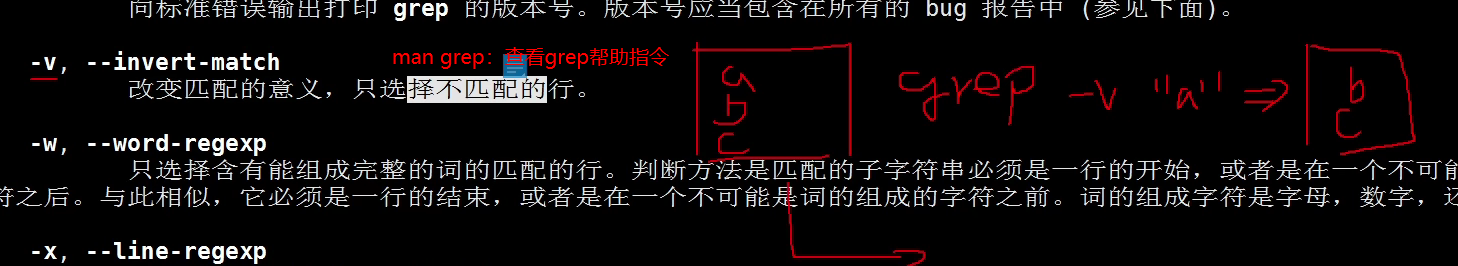 向标准错误输出打印 grep 的版本号。版本号应当包含在所有的 bug 报告中 (参见下面)。
-v, --invert-match
man grep：查看grep帮助指令
改变匹配的意义，只选择不匹配的行。
a
b
c
grep -v "a" ⇒
b
c
-w, --word-regexp
只选择含有能组成完整的词的匹配的行。判断方法是匹配的子字符串必须是一行的开始，或者是在一个不可能
符之后。与此相似，它必须是一行的结束，或者是在一个不可能是词的组成的字符之前。词的组成字符是字母，数字，还
-x, --line-regexp